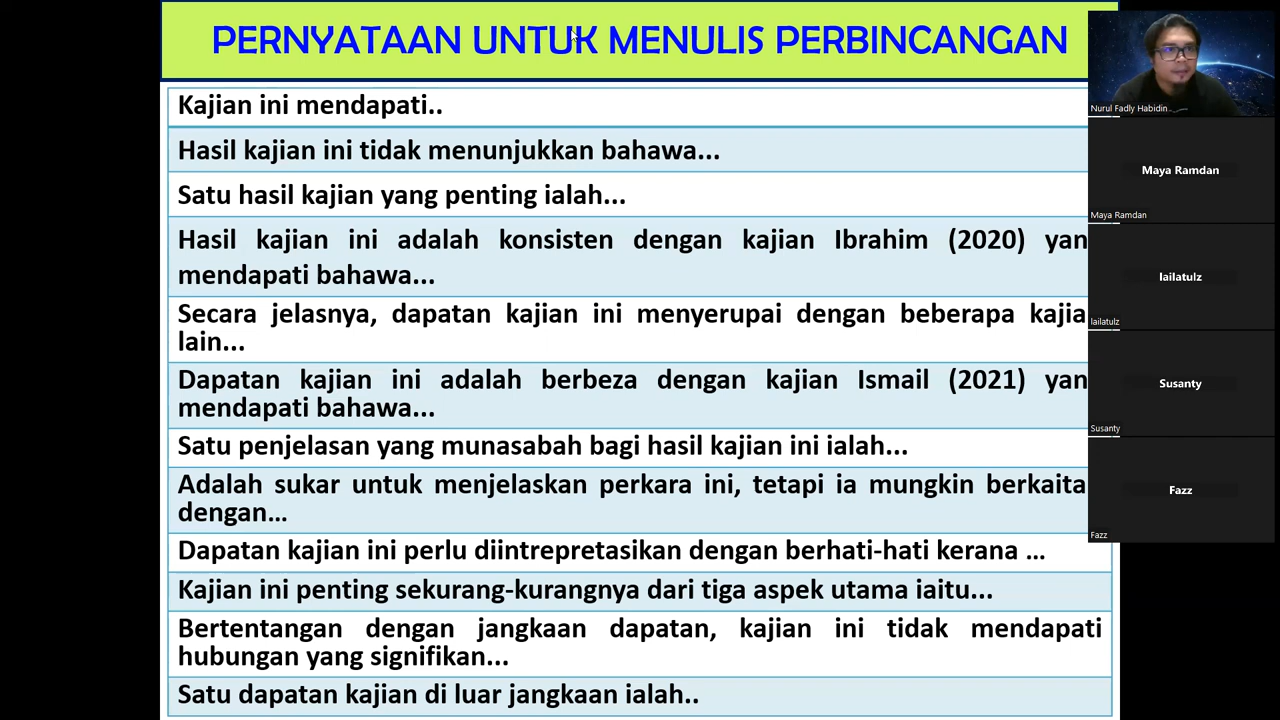 PERNYATAAN UNTUK MENULIS PERBINCANGAN
Kajian ini mendapati..
Hasil kajian ini tidak menunjukkan bahawa...
Satu hasil kajian yang penting ialah...
Hasil kajian ini adalah konsisten dengan kajian Ibrahim (2020) yan
mendapati bahawa...
Secara jelasnya, dapatan kajian ini menyerupai dengan beberapa kajia
lain...
Dapatan kajian ini adalah berbeza dengan kajian Ismail (2021) yan
mendapati bahawa...
Satu penjelasan yang munasabah bagi hasil kajian ini ialah...
Adalah sukar untuk menjelaskan perkara ini, tetapi ia mungkin berkaita
dengan...
Dapatan kajian ini perlu diintrepretasikan dengan berhati-hati kerana ...
Kajian ini penting sekurang-kurangnya dari tiga aspek utama iaitu...
Bertentangan dengan jangkaan dapatan, kajian ini tidak mendapati
hubungan yang signifikan...
Satu dapatan kajian di luar jangkaan ialah..
Nurul Fadly Habidin
Maya Ramdan
Maya Ramdan
lailatulz
lailatulz
Susanty
Susanty
Fazz
Fazz